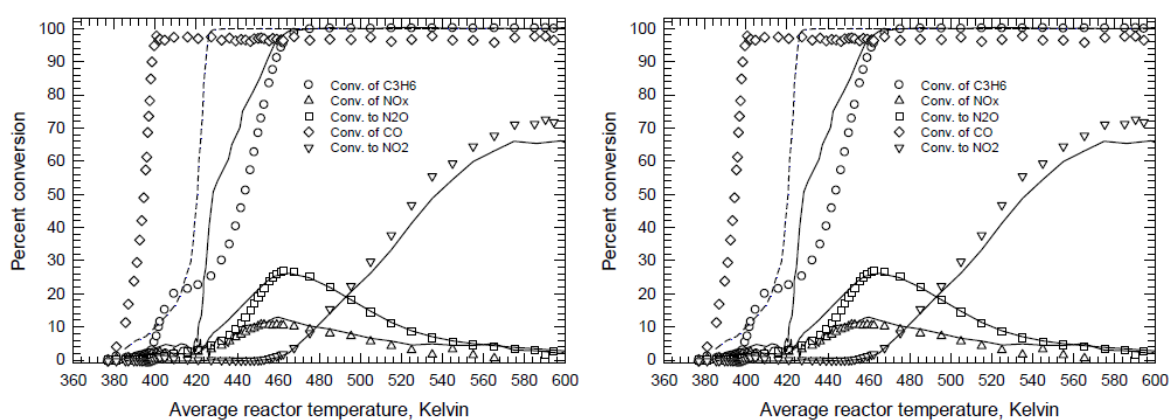 100
90
80
70
60
50
40
30
20
10
0
Percent conversion
Conv. of C3H6
Conv. of NOx
Conv. to N2O
Conv. of CO
Conv. to NO2
360 380 400 420 440 460 480 500 520 540 560 580 600
Average reactor temperature, Kelvin
100
90
80
70
60
50
40
30
20
10
0
Percent conversion
Conv. of C3H6
Conv. of NOx
Conv. to N2O
Conv. of CO
Conv. to NO2
360 380 400 420 440 460 480 500 520 540 560 580 600
Average reactor temperature, Kelvin